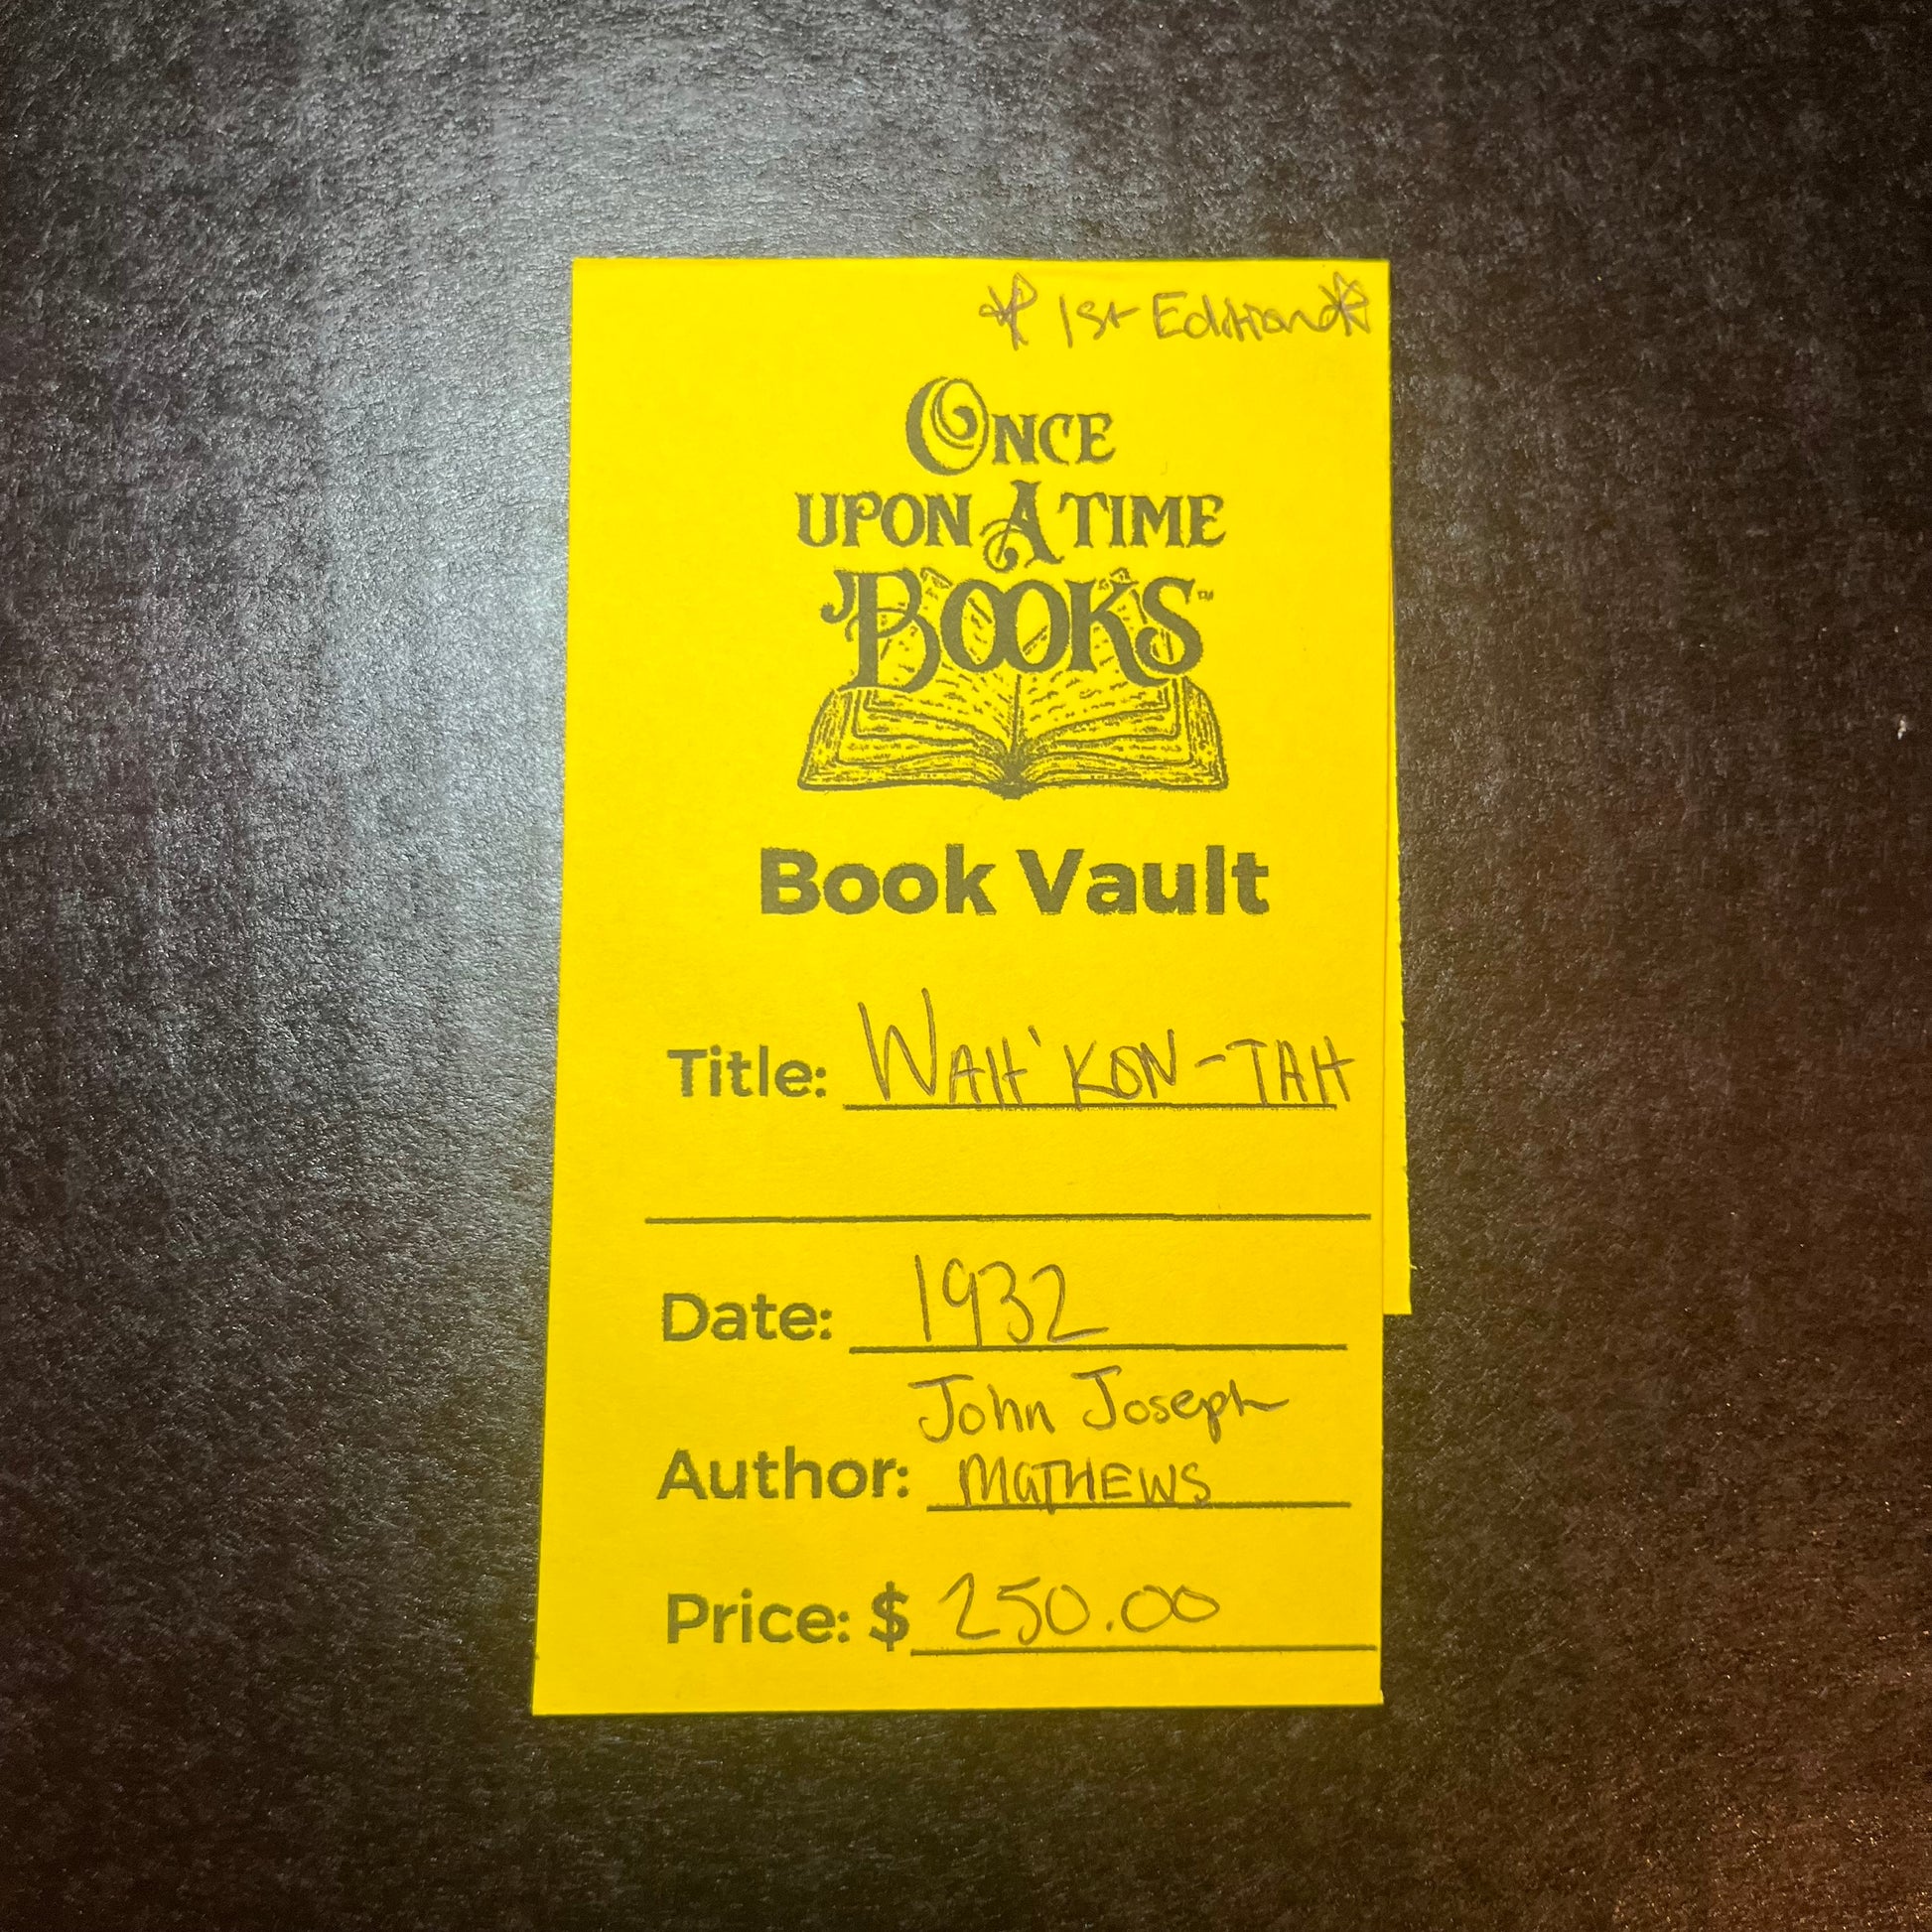 * 1st Edition *
ONCE
UPON A TIME
BOOKS™
Book Vault
Title: WAH'KON-TAH
Date: 1932
John Joseph
Author: MATHEWS
Price: $ 250.00